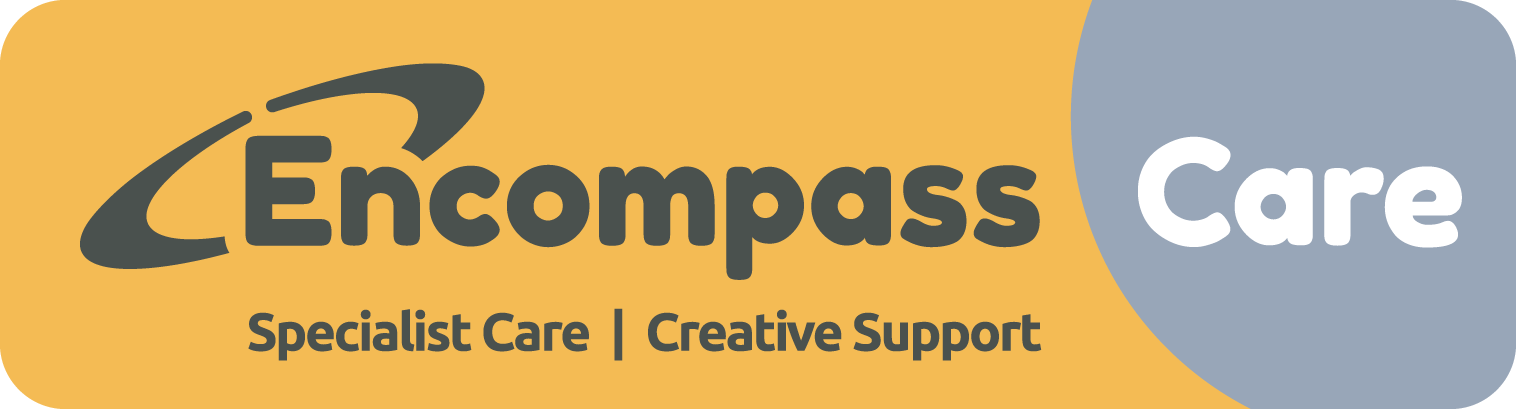 Encompass Care
Specialist Care | Creative Support